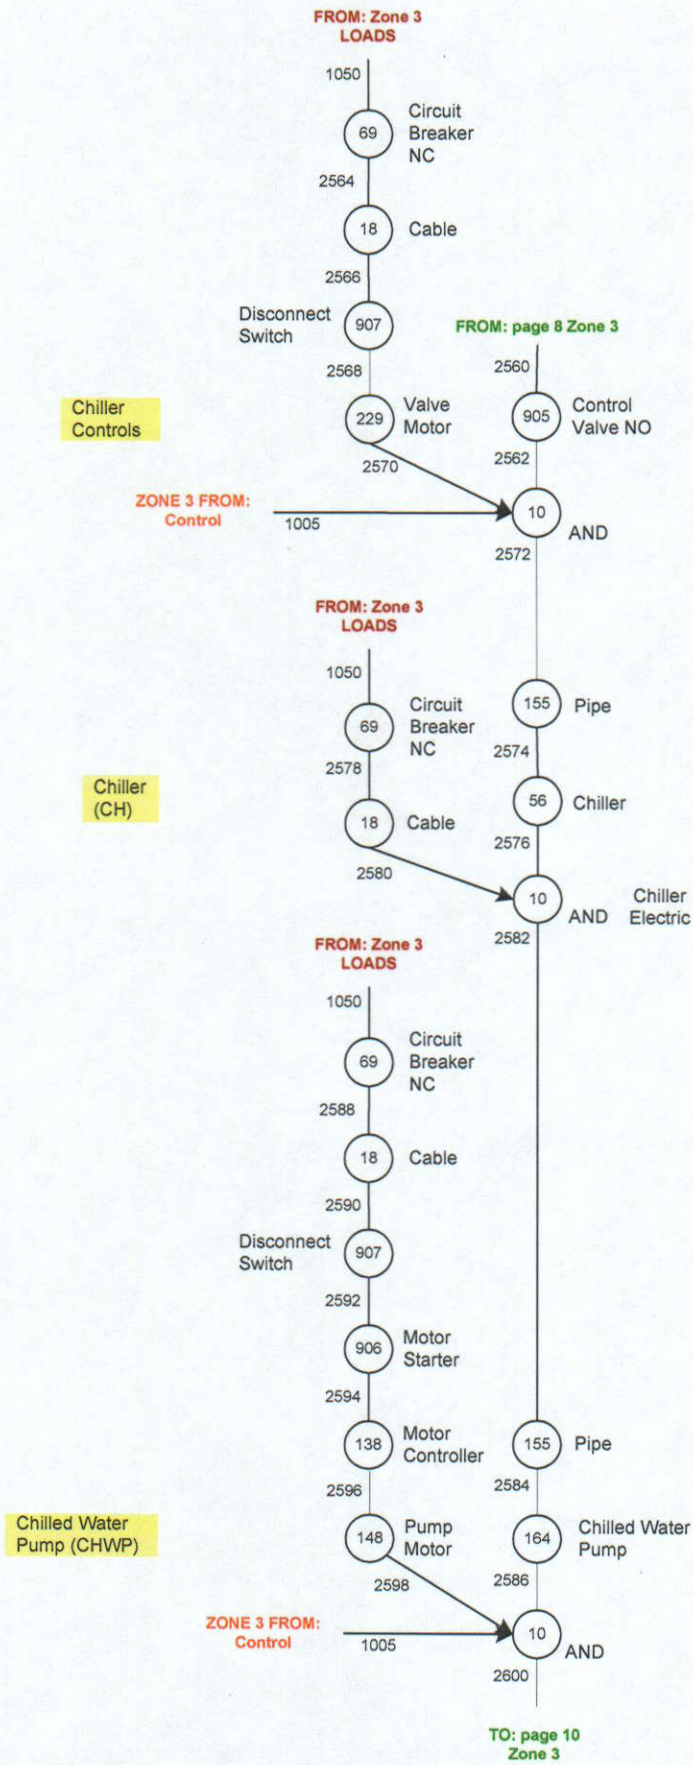 FROM: Zone 3
LOADS
1050
69
Circuit
Breaker
NC
2564
18
Cable
2566
Disconnect
Switch
907
FROM: page 8 Zone 3
2568
2560
Chiller
Controls
229
Valve
Motor
905
Control
Valve NO
2570
2562
ZONE 3 FROM:
Control
1005
10
AND
2572
FROM: Zone 3
LOADS
1050
69
Circuit
Breaker
NC
155
Pipe
2578
2574
Chiller
(CH)
18
Cable
56
Chiller
2580
2576
10
AND
Chiller
Electric
2582
FROM: Zone 3
LOADS
1050
69
Circuit
Breaker
NC
2588
18
Cable
2590
Disconnect
Switch
907
2592
906
Motor
Starter
2594
138
Motor
Controller
155
Pipe
2596
2584
Chilled Water
Pump (CHWP)
148
Pump
Motor
164
Chilled Water
Pump
2598
2586
ZONE 3 FROM:
Control
1005
10
AND
2600
TO: page 10
Zone 3